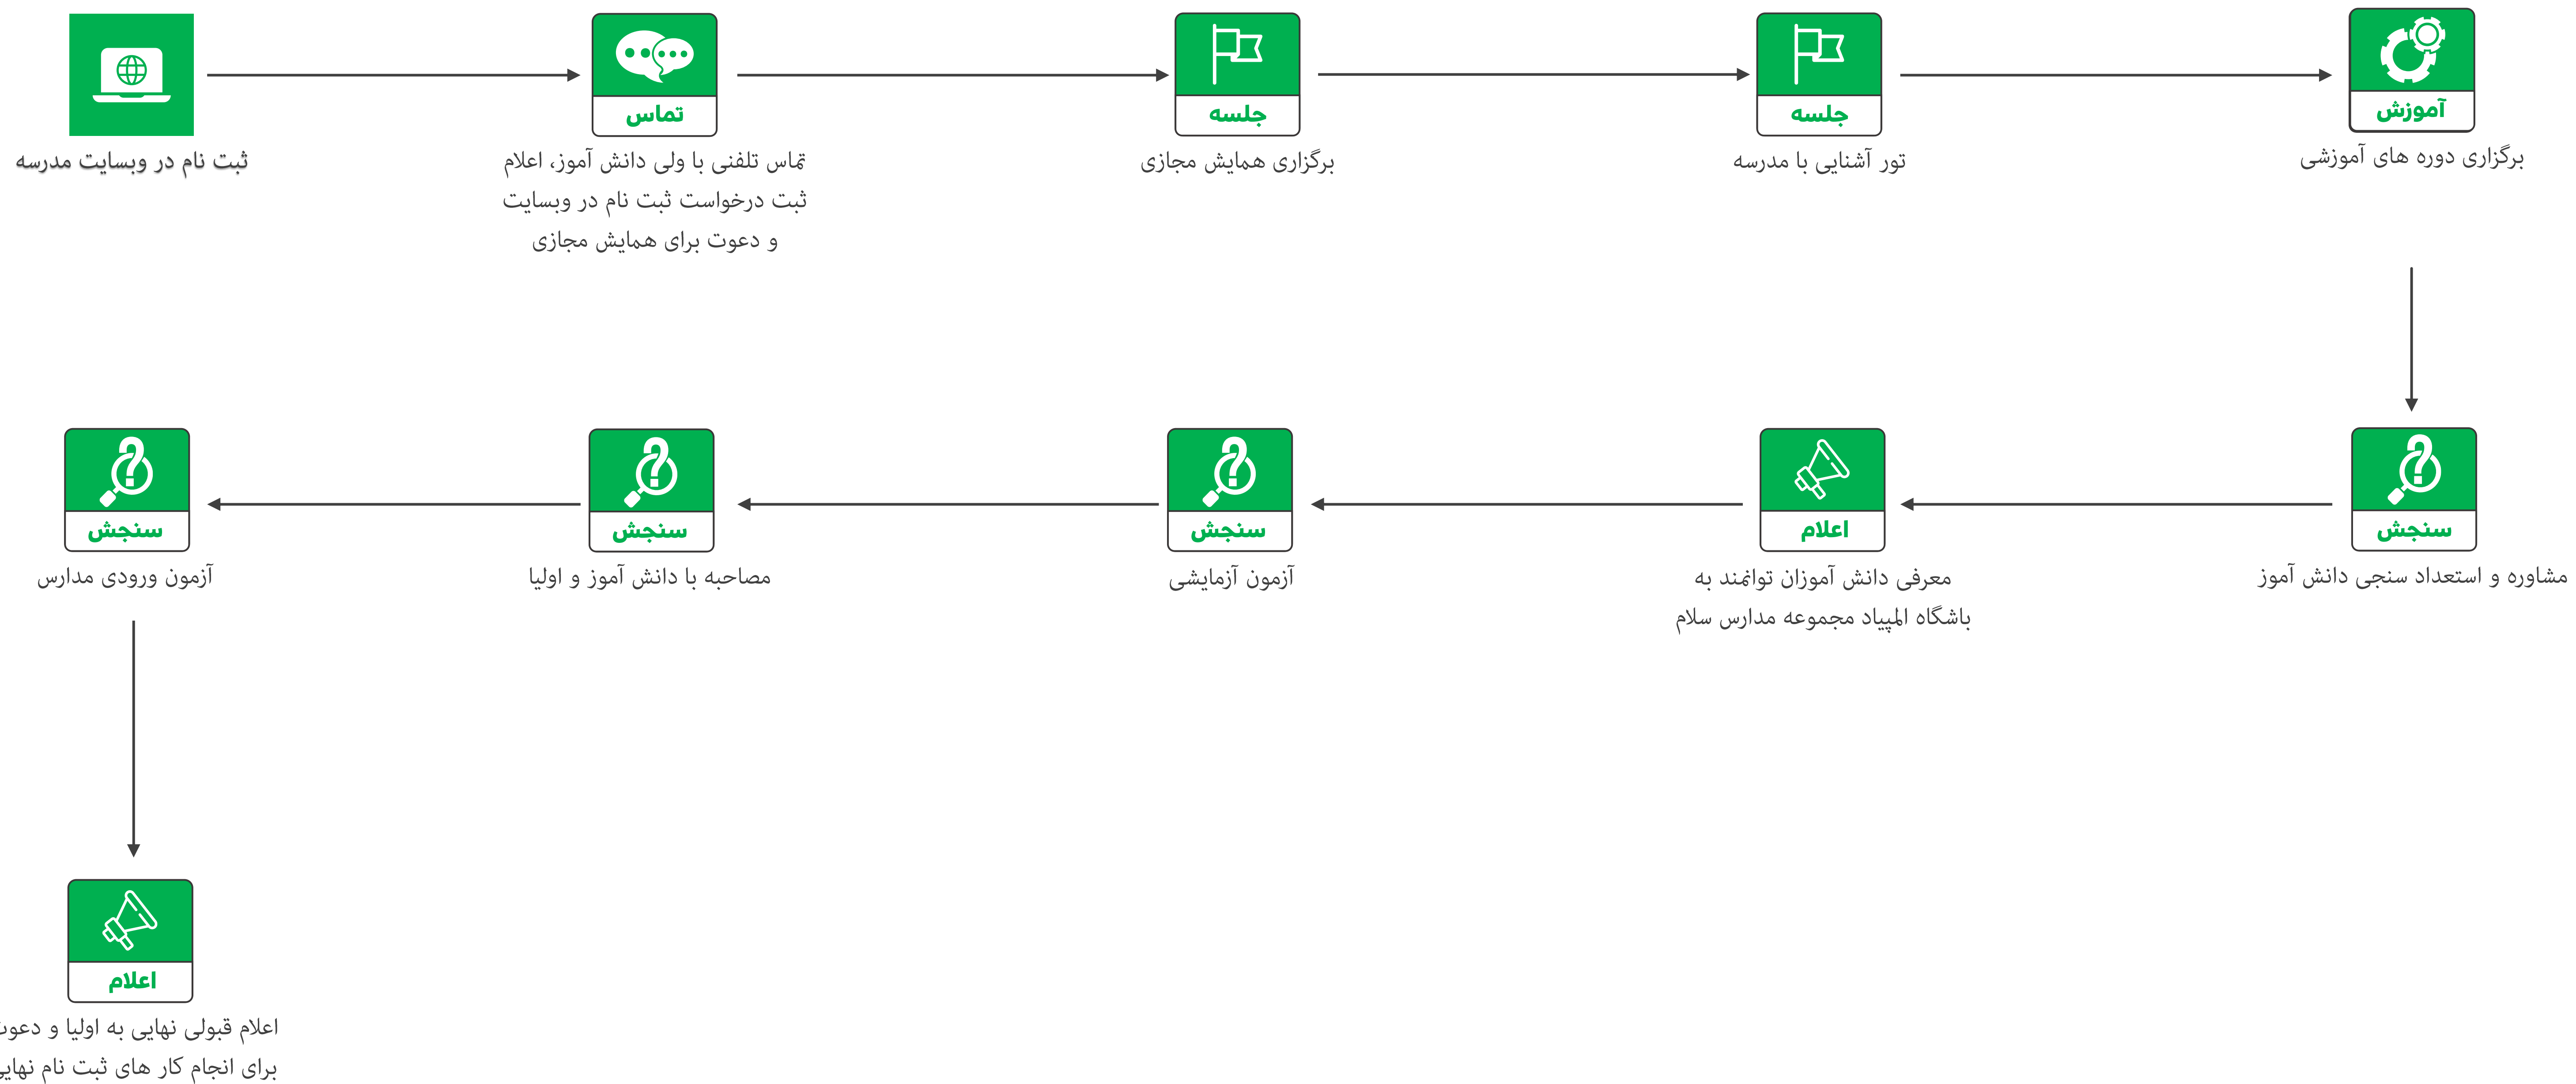 ثبت نام در وبسایت مدرسه
تماس
تماس تلفنی با ولی دانش آموز، اعلام
ثبت درخواست ثبت نام در وبسایت
و دعوت برای همایش مجازی
جلسه
برگزاری همایش مجازی
جلسه
تور آشنایی با مدرسه
آموزش
برگزاری دوره های آموزشی
سنجش
مشاوره و استعداد سنجی دانش آموز
اعلام
معرفی دانش آموزان توانمند به
باشگاه المپیاد مجموعه مدارس سلام
سنجش
آزمون آزمایشی
سنجش
مصاحبه با دانش آموز و اولیا
سنجش
آزمون ورودی مدارس
اعلام
اعلام قبولی نهایی به اولیا و دعوت
برای انجام کار های ثبت نام نهایی